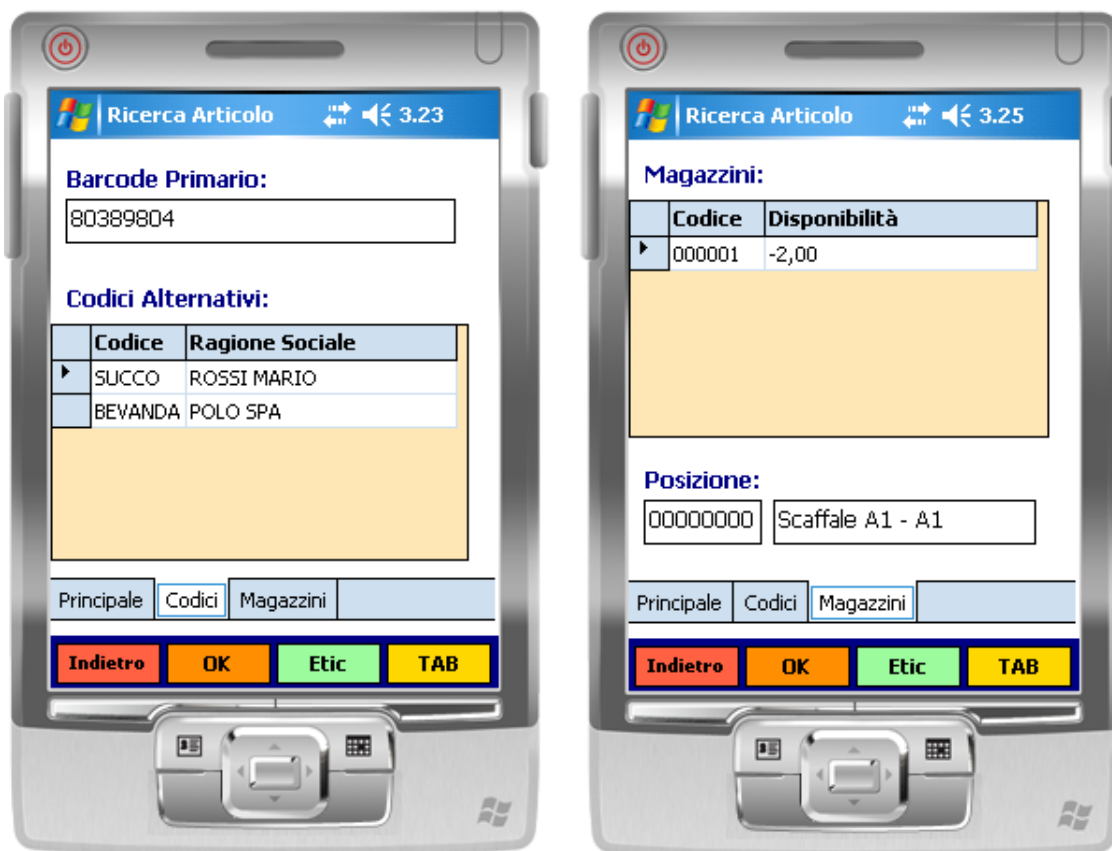 Ricerca Articolo 3.23
Barcode Primario:
80389804
Codici Alternativi:
Codice Ragione Sociale
SUCCO ROSSI MARIO
BEVANDA POLO SPA
Principale Codici Magazzini
Indietro OK Etic TAB
Ricerca Articolo 3.25
Magazzini:
Codice Disponibilità
000001 -2,00
Posizione:
00000000 Scaffale A1 - A1
Principale Codici Magazzini
Indietro OK Etic TAB